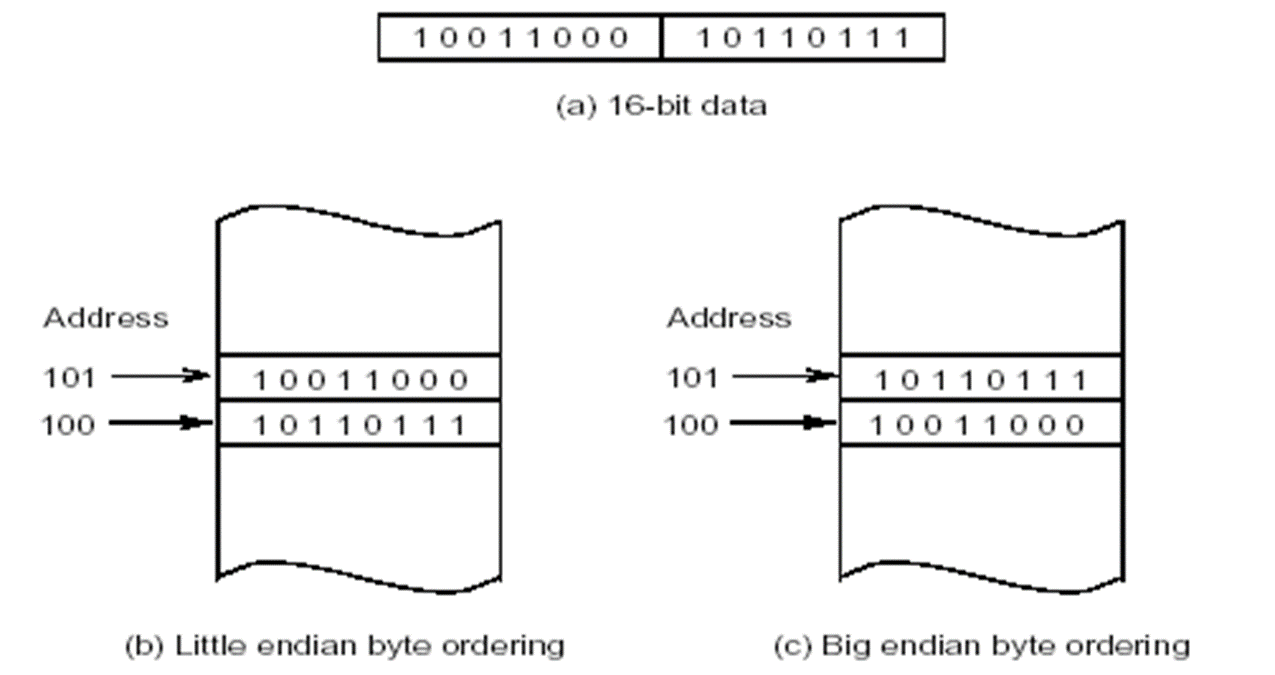 1 0 0 1 1 0 0 0 1 0 1 1 0 1 1 1
(a) 16-bit data
Address Address
101 1 0 0 1 1 0 0 0 101 1 0 1 1 0 1 1 1
100 1 0 1 1 0 1 1 1 100 1 0 0 1 1 0 0 0
(b) Little endian byte ordering (c) Big endian byte ordering